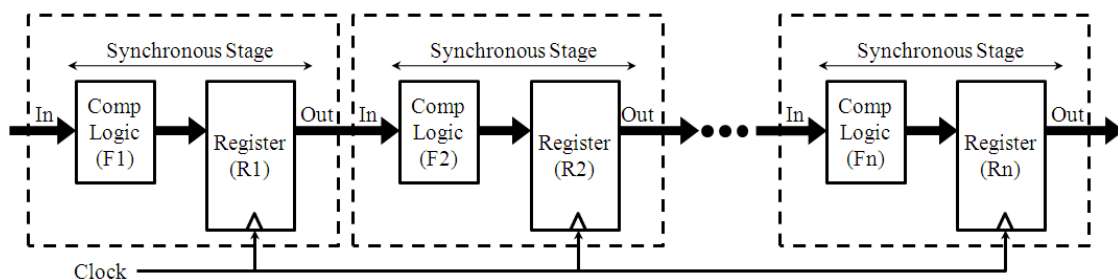 Synchronous Stage
In
Comp
Logic
(F1)
Register
(R1)
Out
Synchronous Stage
In
Comp
Logic
(F2)
Register
(R2)
Out
Synchronous Stage
In
Comp
Logic
(Fn)
Register
(Rn)
Out
Clock